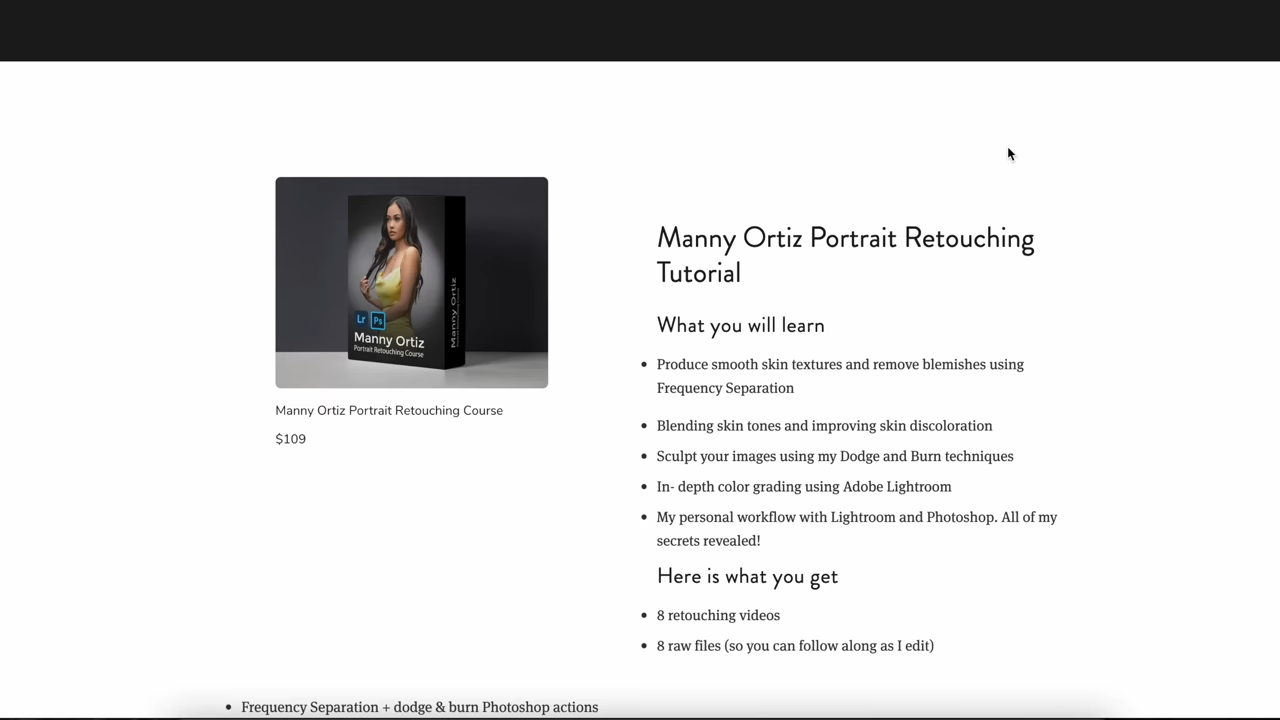 Lr Ps
Manny Ortiz
Portrait Retouching Course
Manny Ortiz
Manny Ortiz Portrait Retouching Course
$109
Manny Ortiz Portrait Retouching
Tutorial
What you will learn
• Produce smooth skin textures and remove blemishes using
Frequency Separation
• Blending skin tones and improving skin discoloration
• Sculpt your images using my Dodge and Burn techniques
• In- depth color grading using Adobe Lightroom
• My personal workflow with Lightroom and Photoshop. All of my
secrets revealed!
Here is what you get
• 8 retouching videos
• 8 raw files (so you can follow along as I edit)
• Frequency Separation + dodge & burn Photoshop actions